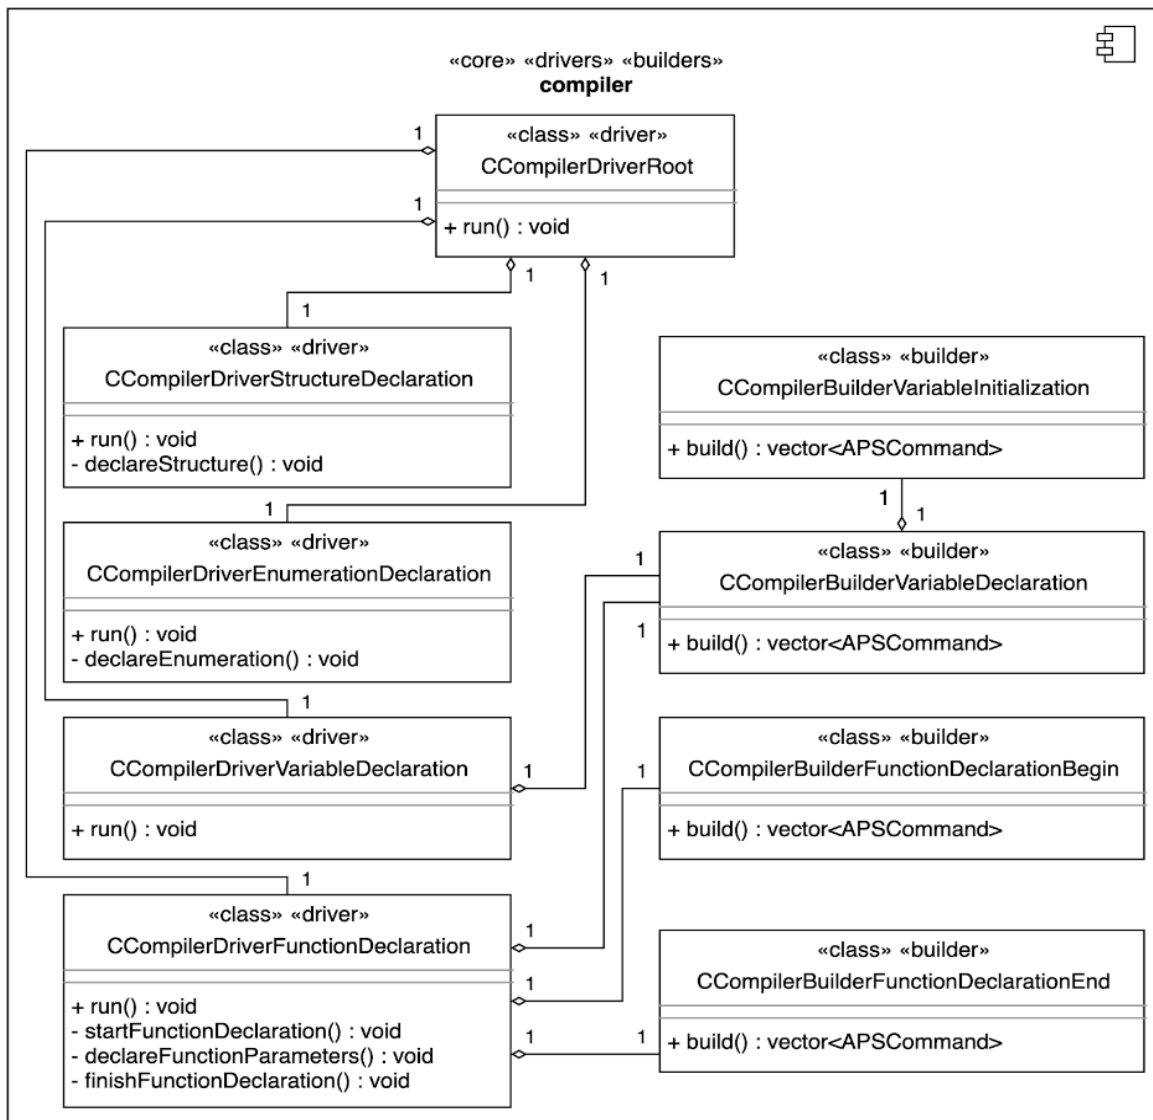 «core» «drivers» «builders»
compiler
1
«class» «driver»
CCompilerDriverRoot
1
+ run() : void
1
1
1
«class» «driver»
CCompilerDriverStructureDeclaration
+ run() : void
- declareStructure() : void
«class» «builder»
CCompilerBuilderVariableInitialization
+ build() : vector<APSCommand>
1
1
1
«class» «driver»
CCompilerDriverEnumerationDeclaration
+ run() : void
- declareEnumeration() : void
«class» «builder»
CCompilerBuilderVariableDeclaration
1
1
+ build() : vector<APSCommand>
1
«class» «driver»
CCompilerDriverVariableDeclaration
1
+ run() : void
«class» «builder»
CCompilerBuilderFunctionDeclarationBegin
1
+ build() : vector<APSCommand>
1
«class» «driver»
CCompilerDriverFunctionDeclaration
1
+ run() : void
1
- startFunctionDeclaration() : void
- declareFunctionParameters() : void
1
- finishFunctionDeclaration() : void
«class» «builder»
CCompilerBuilderFunctionDeclarationEnd
1
+ build() : vector<APSCommand>